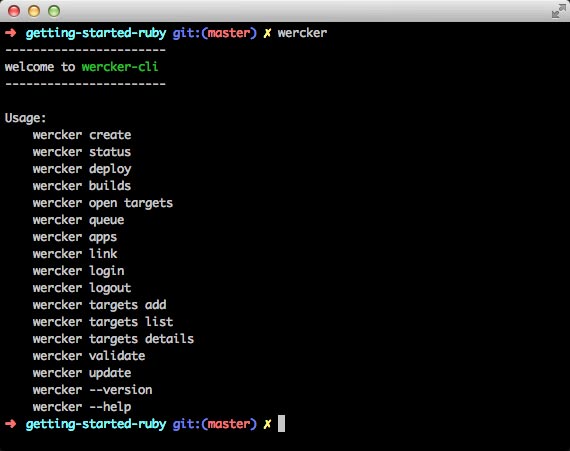 ➜  getting-started-ruby git:(master) ✗ wercker
-----------------------
welcome to wercker-cli
-----------------------

Usage:
    wercker create
    wercker status
    wercker deploy
    wercker builds
    wercker open targets
    wercker queue
    wercker apps
    wercker link
    wercker login
    wercker logout
    wercker targets add
    wercker targets list
    wercker targets details
    wercker validate
    wercker update
    wercker --version
    wercker --help
➜  getting-started-ruby git:(master) ✗